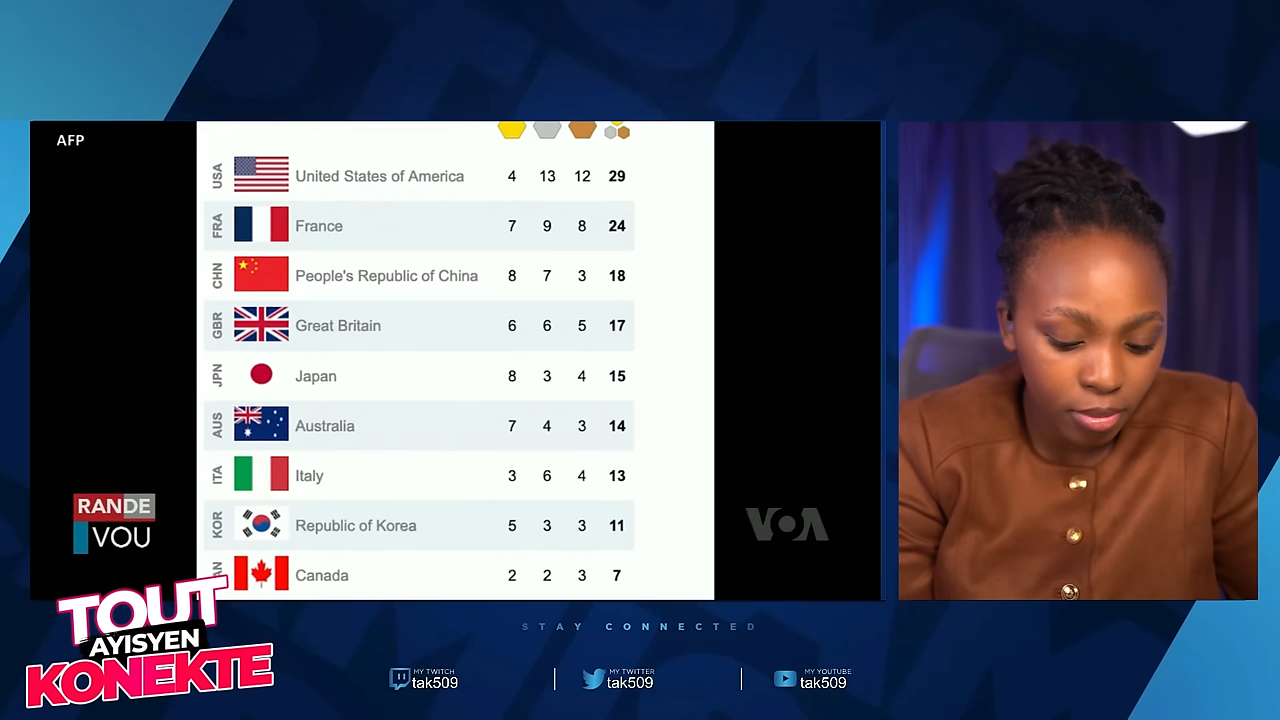 AFP
USA United States of America 4 13 12 29
FRA France 7 9 8 24
CHN People's Republic of China 8 7 3 18
GBR Great Britain 6 6 5 17
JPN Japan 8 3 4 15
AUS Australia 7 4 3 14
ITA Italy 3 6 4 13
KOR Republic of Korea 5 3 3 11
Canada 2 2 3 7
RANDE
VOU
VOA
TOUT
AYISYEN
KONEKTE
STAY CONNECTED
MY TWITCH
tak509
MY TWITTER
tak509
MY YOUTUBE
tak509